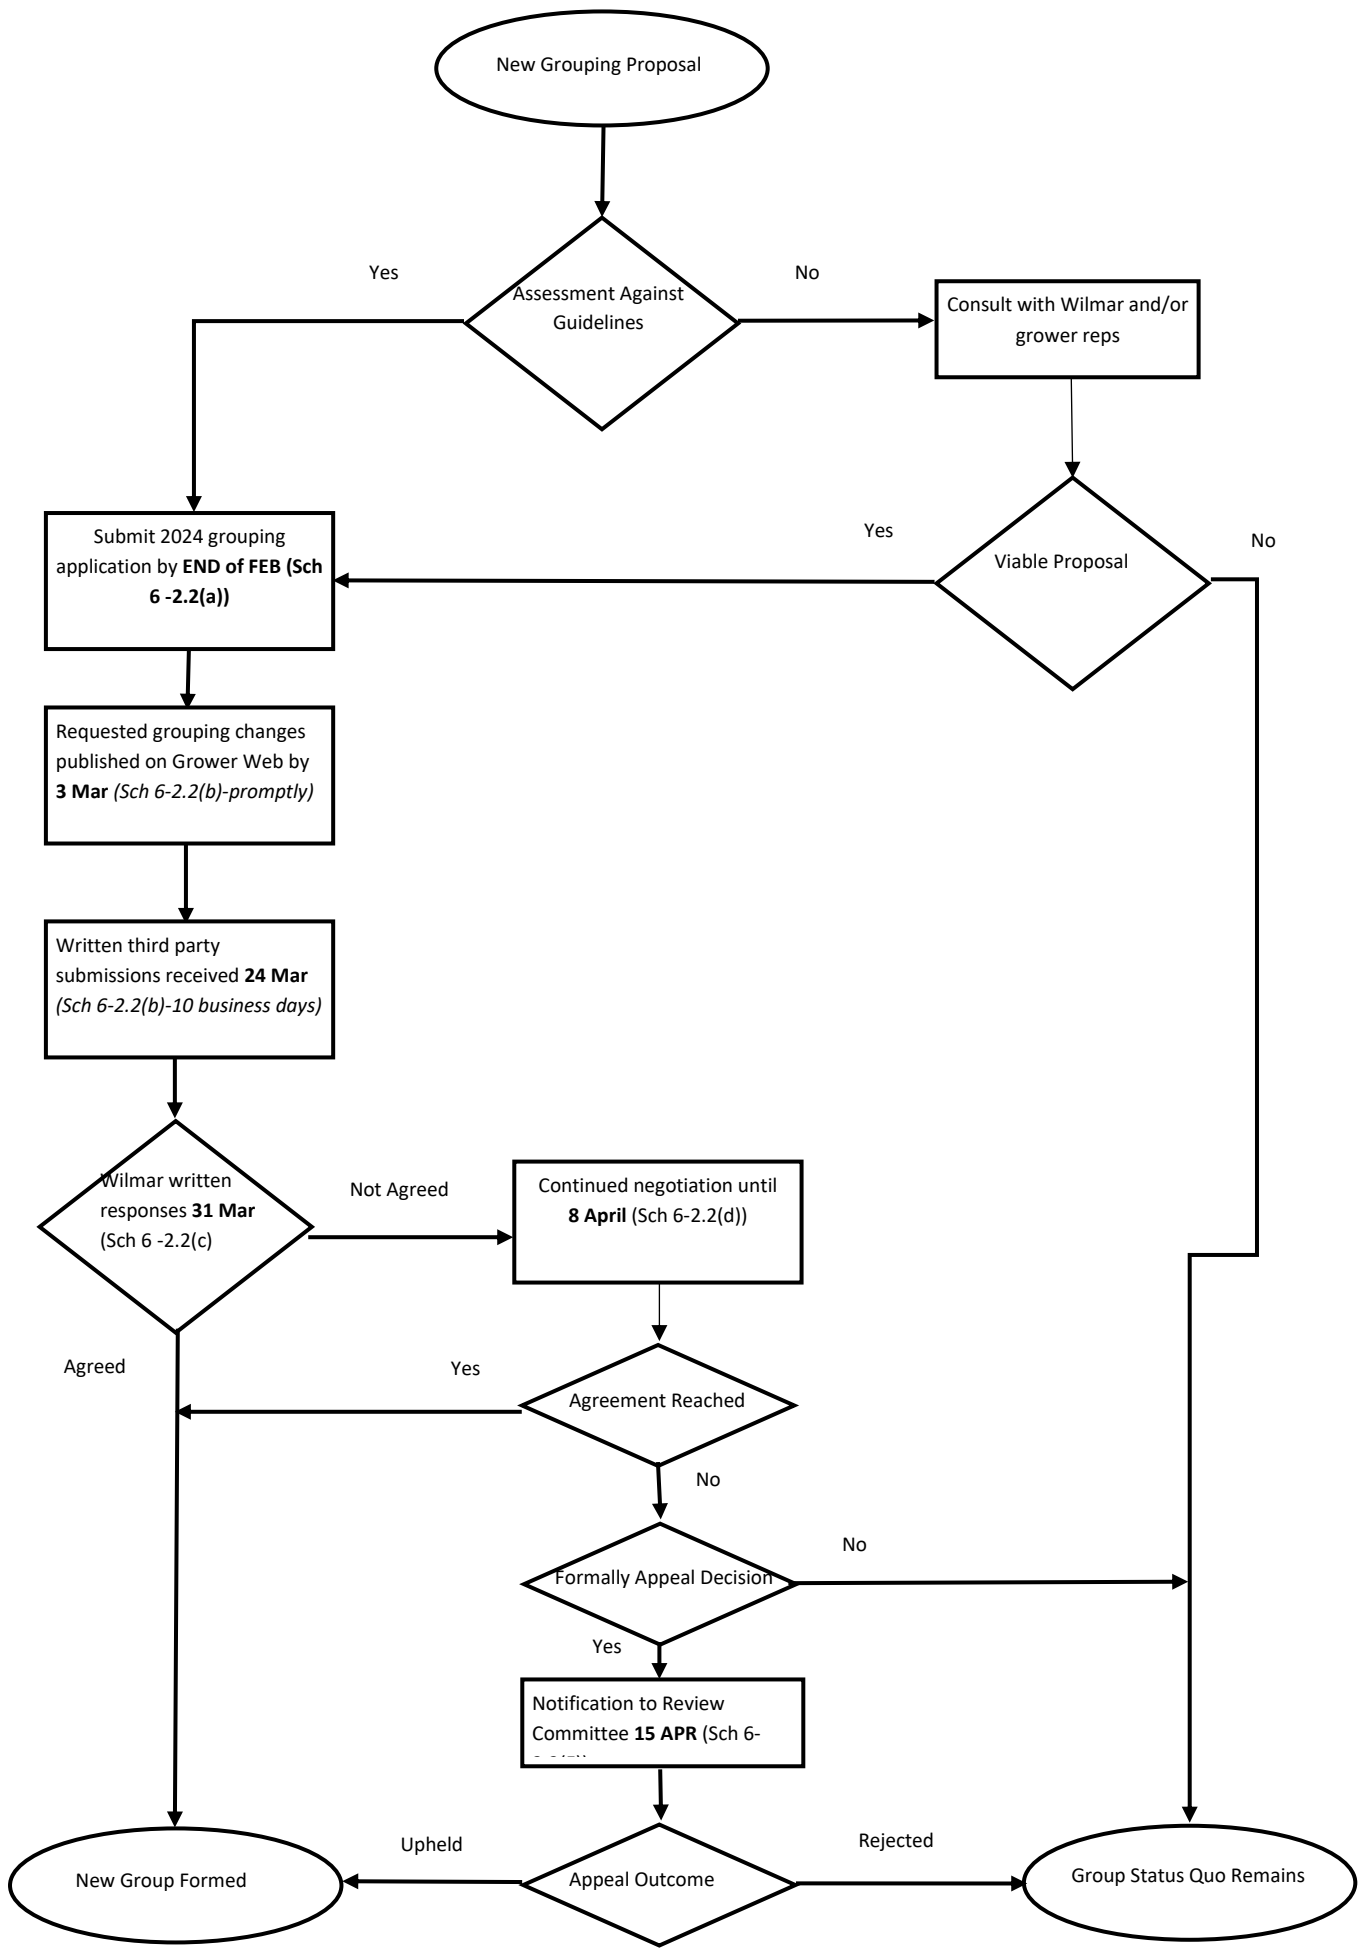 New Grouping Proposal
Yes
No
Assessment Against
Guidelines
Consult with Wilmar and/or
grower reps
Submit 2024 grouping
application by END of FEB (Sch
6 -2.2(a))
Yes
Viable Proposal
No
Requested grouping changes
published on Grower Web by
3 Mar (Sch 6-2.2(b)-promptly)
Written third party
submissions received 24 Mar
(Sch 6-2.2(b)-10 business days)
Wilmar written
responses 31 Mar
(Sch 6 -2.2(c)
Not Agreed
Continued negotiation until
8 April (Sch 6-2.2(d))
Agreed
Yes
Agreement Reached
No
Formally Appeal Decision
No
Yes
Notification to Review
Committee 15 APR (Sch 6-
New Group Formed
Upheld
Appeal Outcome
Rejected
Group Status Quo Remains